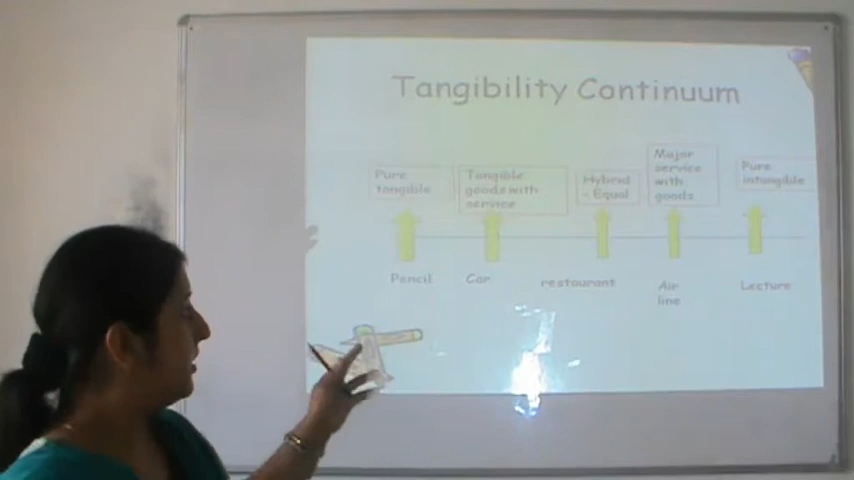 Tangibility Continuum
Pure
tangible
Tangible
goods with
service
Hybrid
- Equal
Major
service
with
goods
Pure
intangible
Pencil
Car
restaurant
Air
line
Lecture